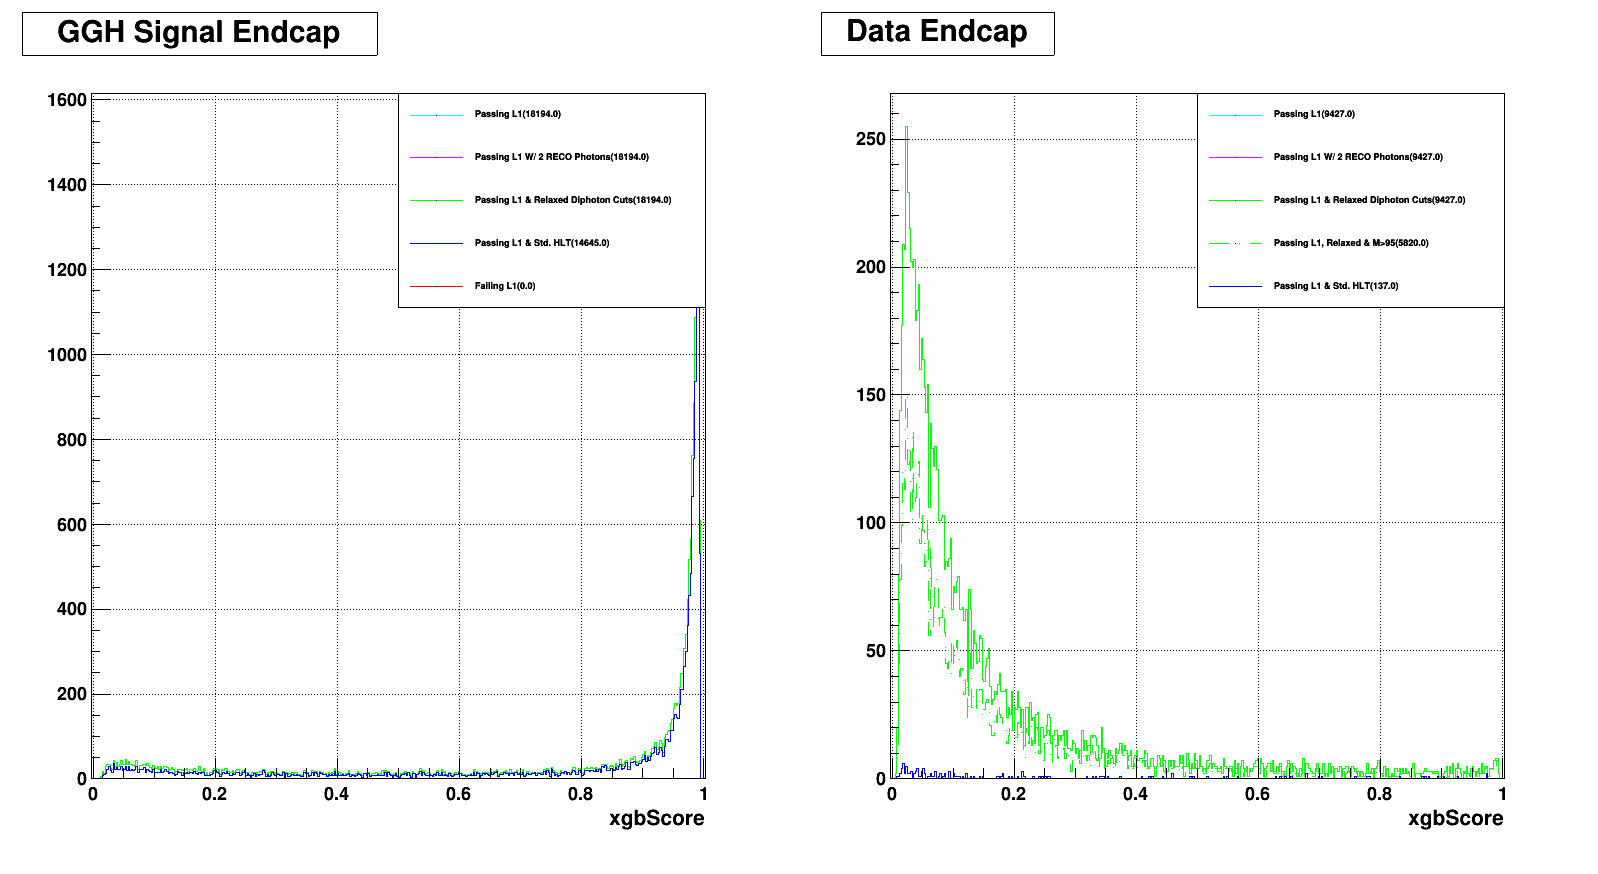 GGH Signal Endcap
1600
1400
1200
1000
800
600
400
200
0
0
0.2
0.4
0.6
0.8
1
xgbScore
Passing L1(18194.0)
Passing L1 W/ 2 RECO Photons(18194.0)
Passing L1 & Relaxed Diphoton Cuts(18194.0)
Passing L1 & Std. HLT(14645.0)
Failing L1(0.0)
Data Endcap
250
200
150
100
50
0
0
0.2
0.4
0.6
0.8
1
xgbScore
Passing L1(9427.0)
Passing L1 W/ 2 RECO Photons(9427.0)
Passing L1 & Relaxed Diphoton Cuts(9427.0)
Passing L1, Relaxed & M>95(5820.0)
Passing L1 & Std. HLT(137.0)